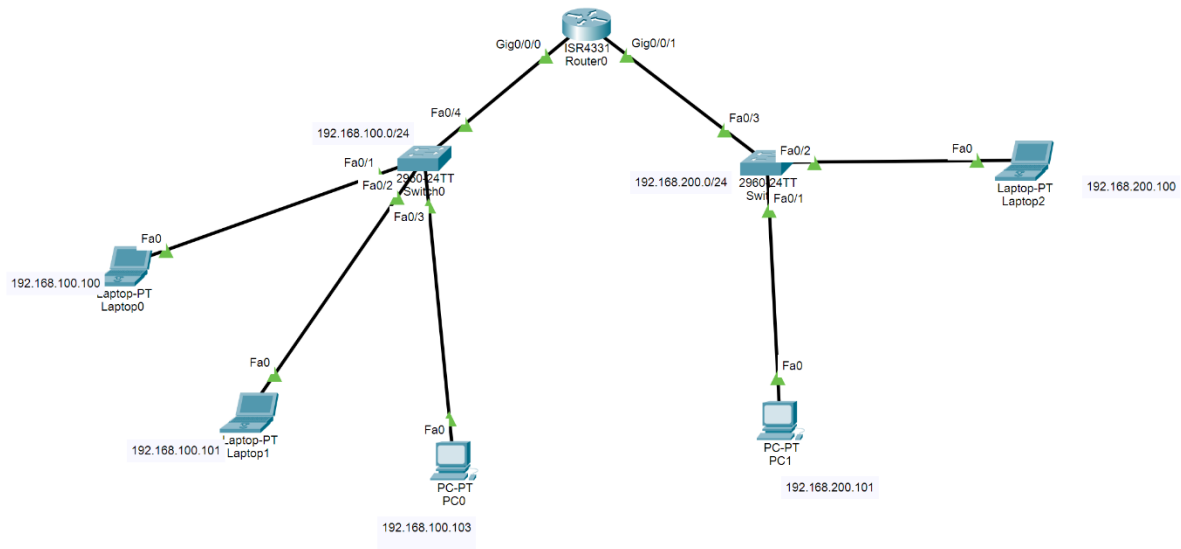 Gig0/0/0
ISR4331
Router0
Gig0/0/1
Fa0/4
192.168.100.0/24
Fa0/1
Fa0/2
2960-24TT
Switch0
Fa0/3
Fa0/3
Fa0/2
192.168.200.0/24
2960-24TT
Swit
Fa0/1
Fa0
Laptop-PT
Laptop2
192.168.200.100
Fa0
192.168.100.100
Laptop-PT
Laptop0
Fa0
Laptop-PT
Laptop1
192.168.100.101
Fa0
PC-PT
PC0
192.168.100.103
Fa0
PC-PT
PC1
192.168.200.101